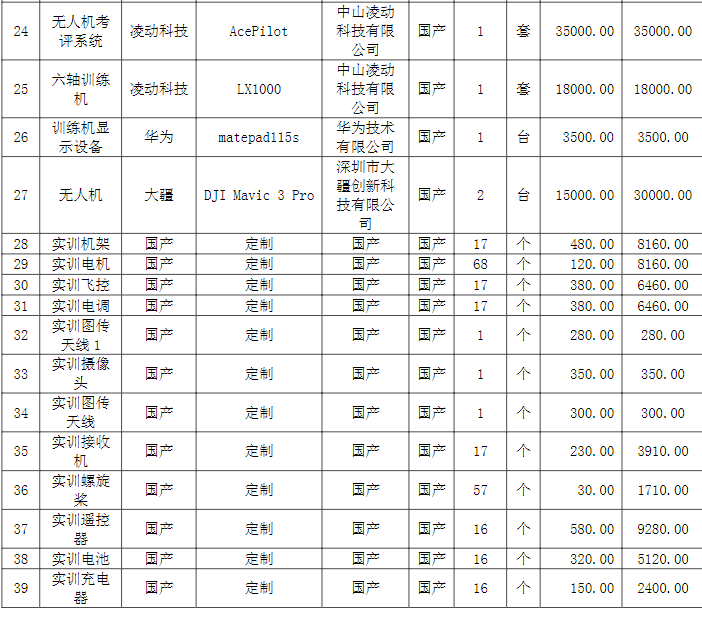 24 无人机考评系统 凌动科技 AcePilot 中山凌动科技有限公司 国产 1 套 35000.00 35000.00
25 六轴训练机 凌动科技 LX1000 中山凌动科技有限公司 国产 1 套 18000.00 18000.00
26 训练机显示设备 华为 matepad115s 华为技术有限公司 国产 1 台 3500.00 3500.00
27 无人机 大疆 DJI Mavic 3 Pro 深圳市大疆创新科技有限公司 国产 2 台 15000.00 30000.00
28 实训机架 国产 定制 国产 国产 17 个 480.00 8160.00
29 实训电机 国产 定制 国产 国产 68 个 120.00 8160.00
30 实训飞控 国产 定制 国产 国产 17 个 380.00 6460.00
31 实训电调 国产 定制 国产 国产 17 个 380.00 6460.00
32 实训图传天线1 国产 定制 国产 国产 1 个 280.00 280.00
33 实训摄像头 国产 定制 国产 国产 1 个 350.00 350.00
34 实训图传天线 国产 定制 国产 国产 1 个 300.00 300.00
35 实训接收机 国产 定制 国产 国产 17 个 230.00 3910.00
36 实训螺旋桨 国产 定制 国产 国产 57 个 30.00 1710.00
37 实训遥控器 国产 定制 国产 国产 16 个 580.00 9280.00
38 实训电池 国产 定制 国产 国产 16 个 320.00 5120.00
39 实训充电器 国产 定制 国产 国产 16 个 150.00 2400.00